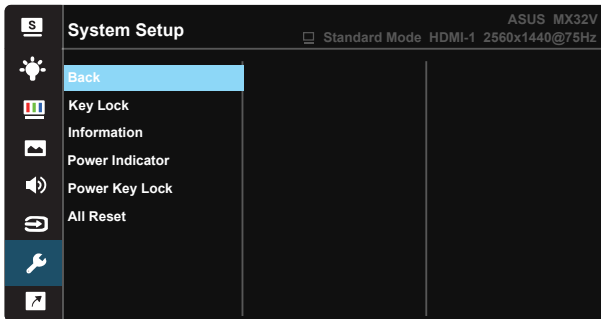 S
System Setup
ASUS MX32V
Standard Mode HDMI-1 2560x1440@75Hz
Back
Key Lock
Information
Power Indicator
Power Key Lock
All Reset